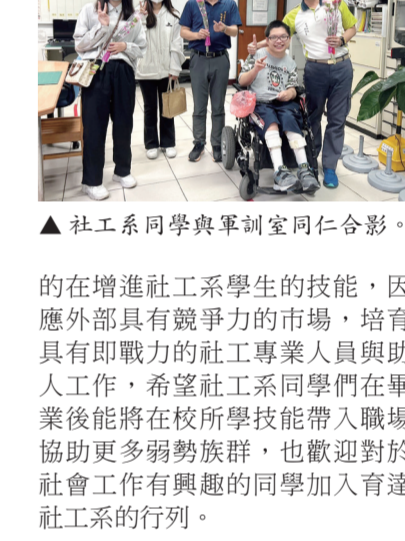 ▲ 社工系同學與軍訓室同仁合影。
的在增進社工系學生的技能，因
應外部具有競爭力的市場，培育
具有即戰力的社工專業人員與助
人工作，希望社工系同學們在畢
業後能將在校所學技能帶入職場
協助更多弱勢族群，也歡迎對於
社會工作有興趣的同學加入育達
社工系的行列。